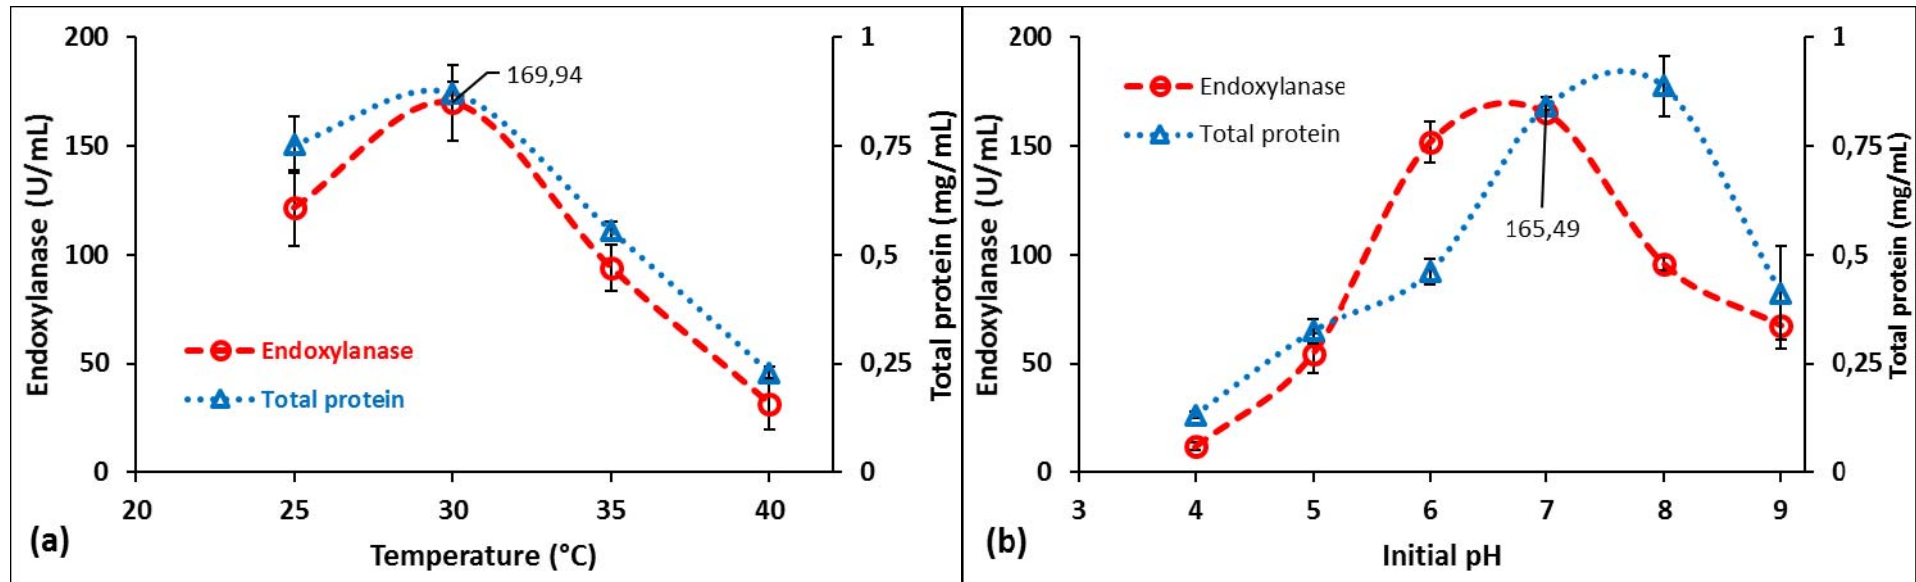 Endoxylanase (U/mL)
200
150
100
50
0
20
25
30
35
40
Temperature (°C)
1
0,75
0,5
0,25
0
Total protein (mg/mL)
169,94
Endoxylanase
Total protein
(a)
Endoxylanase (U/mL)
200
150
100
50
0
3
4
5
6
7
8
9
Initial pH
1
0,75
0,5
0,25
0
Total protein (mg/mL)
Endoxylanase
Total protein
165,49
(b)